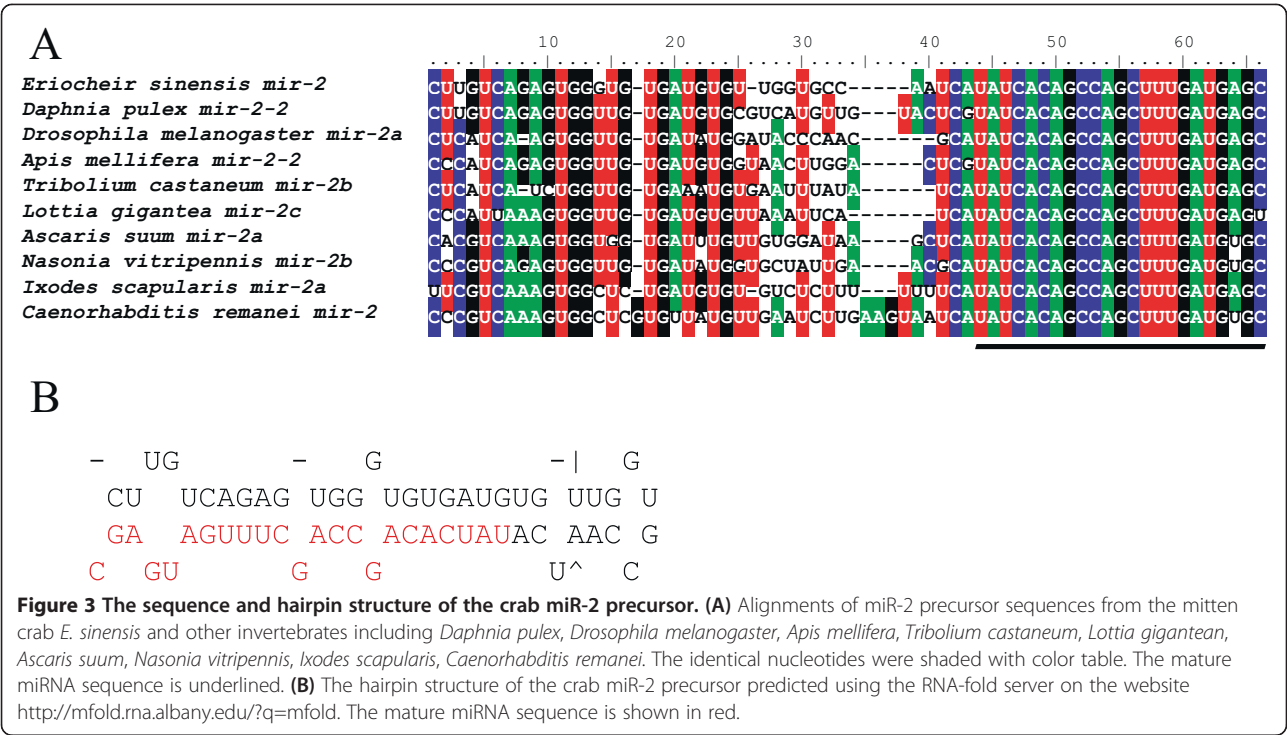 A
10 20 30 40 50 60
Eriocheir sinensis mir-2 CUUGUCAGAGUGGGUG-UGAUGUGU-UGGUGCC-----AAUCAUAUCACAGCCAGCUUUGAUGAGC
Daphnia pulex mir-2-2 CUUGUCAGAGUGGUUG-UGAUGUGCGUCAUGUUG---UACUCGUAUCACAGCCAGCUUUGAUGAGC
Drosophila melanogaster mir-2a CUCAUCA-AGUGGUUG-UGAUAUGGAUACCCAAC------GCAUAUCACAGCCAGCUUUGAUGAGC
Apis mellifera mir-2-2 CCCAUCAGAGUGGUUG-UGAUGUGGUAACUUGGA-----CUCGUAUCACAGCCAGCUUUGAUGAGC
Tribolium castaneum mir-2b CUCAUCA-UCUGGUUG-UGAAAUGUGAAUUUAUA------UCAUAUCACAGCCAGCUUUGAUGAGC
Lottia gigantea mir-2c CCCAUUAAAGUGGUUG-UGAUGUGUUAAAUUCA-------UCAUAUCACAGCCAGCUUUGAUGAGU
Ascaris suum mir-2a CACGUCAAAGUGGUGG-UGAUUUGUUGUGGAUAA----GCUCAUAUCACAGCCAGCUUUGAUGUGC
Nasonia vitripennis mir-2b CCCGUCAGAGUGGUUG-UGAUAUGGUGCUAUUGA----ACGCAUAUCACAGCCAGCUUUGAUGUGC
Ixodes scapularis mir-2a UUCGUCAAAGUGGCUC-UGAUGUGU-GUCUCUUU---UUUUCAUAUCACAGCCAGCUUUGAUGAGC
Caenorhabditis remanei mir-2 CCCGUCAAAGUGGCUCGUGUUAUGUUGAAUCUUGAAGUAAUCAUAUCACAGCCAGCUUUGAUGUGC
B
- UG - G -| G
CU UCAGAG UGG UGUGAUGUG UUG U
GA AGUUUC ACC ACACUAUAC AAC G
C GU G G U^ C
Figure 3 The sequence and hairpin structure of the crab miR-2 precursor. (A) Alignments of miR-2 precursor sequences from the mitten
crab E. sinensis and other invertebrates including Daphnia pulex, Drosophila melanogaster, Apis mellifera, Tribolium castaneum, Lottia gigantean,
Ascaris suum, Nasonia vitripennis, Ixodes scapularis, Caenorhabditis remanei. The identical nucleotides were shaded with color table. The mature
miRNA sequence is underlined. (B) The hairpin structure of the crab miR-2 precursor predicted using the RNA-fold server on the website
http://mfold.rna.albany.edu/?q=mfold. The mature miRNA sequence is shown in red.